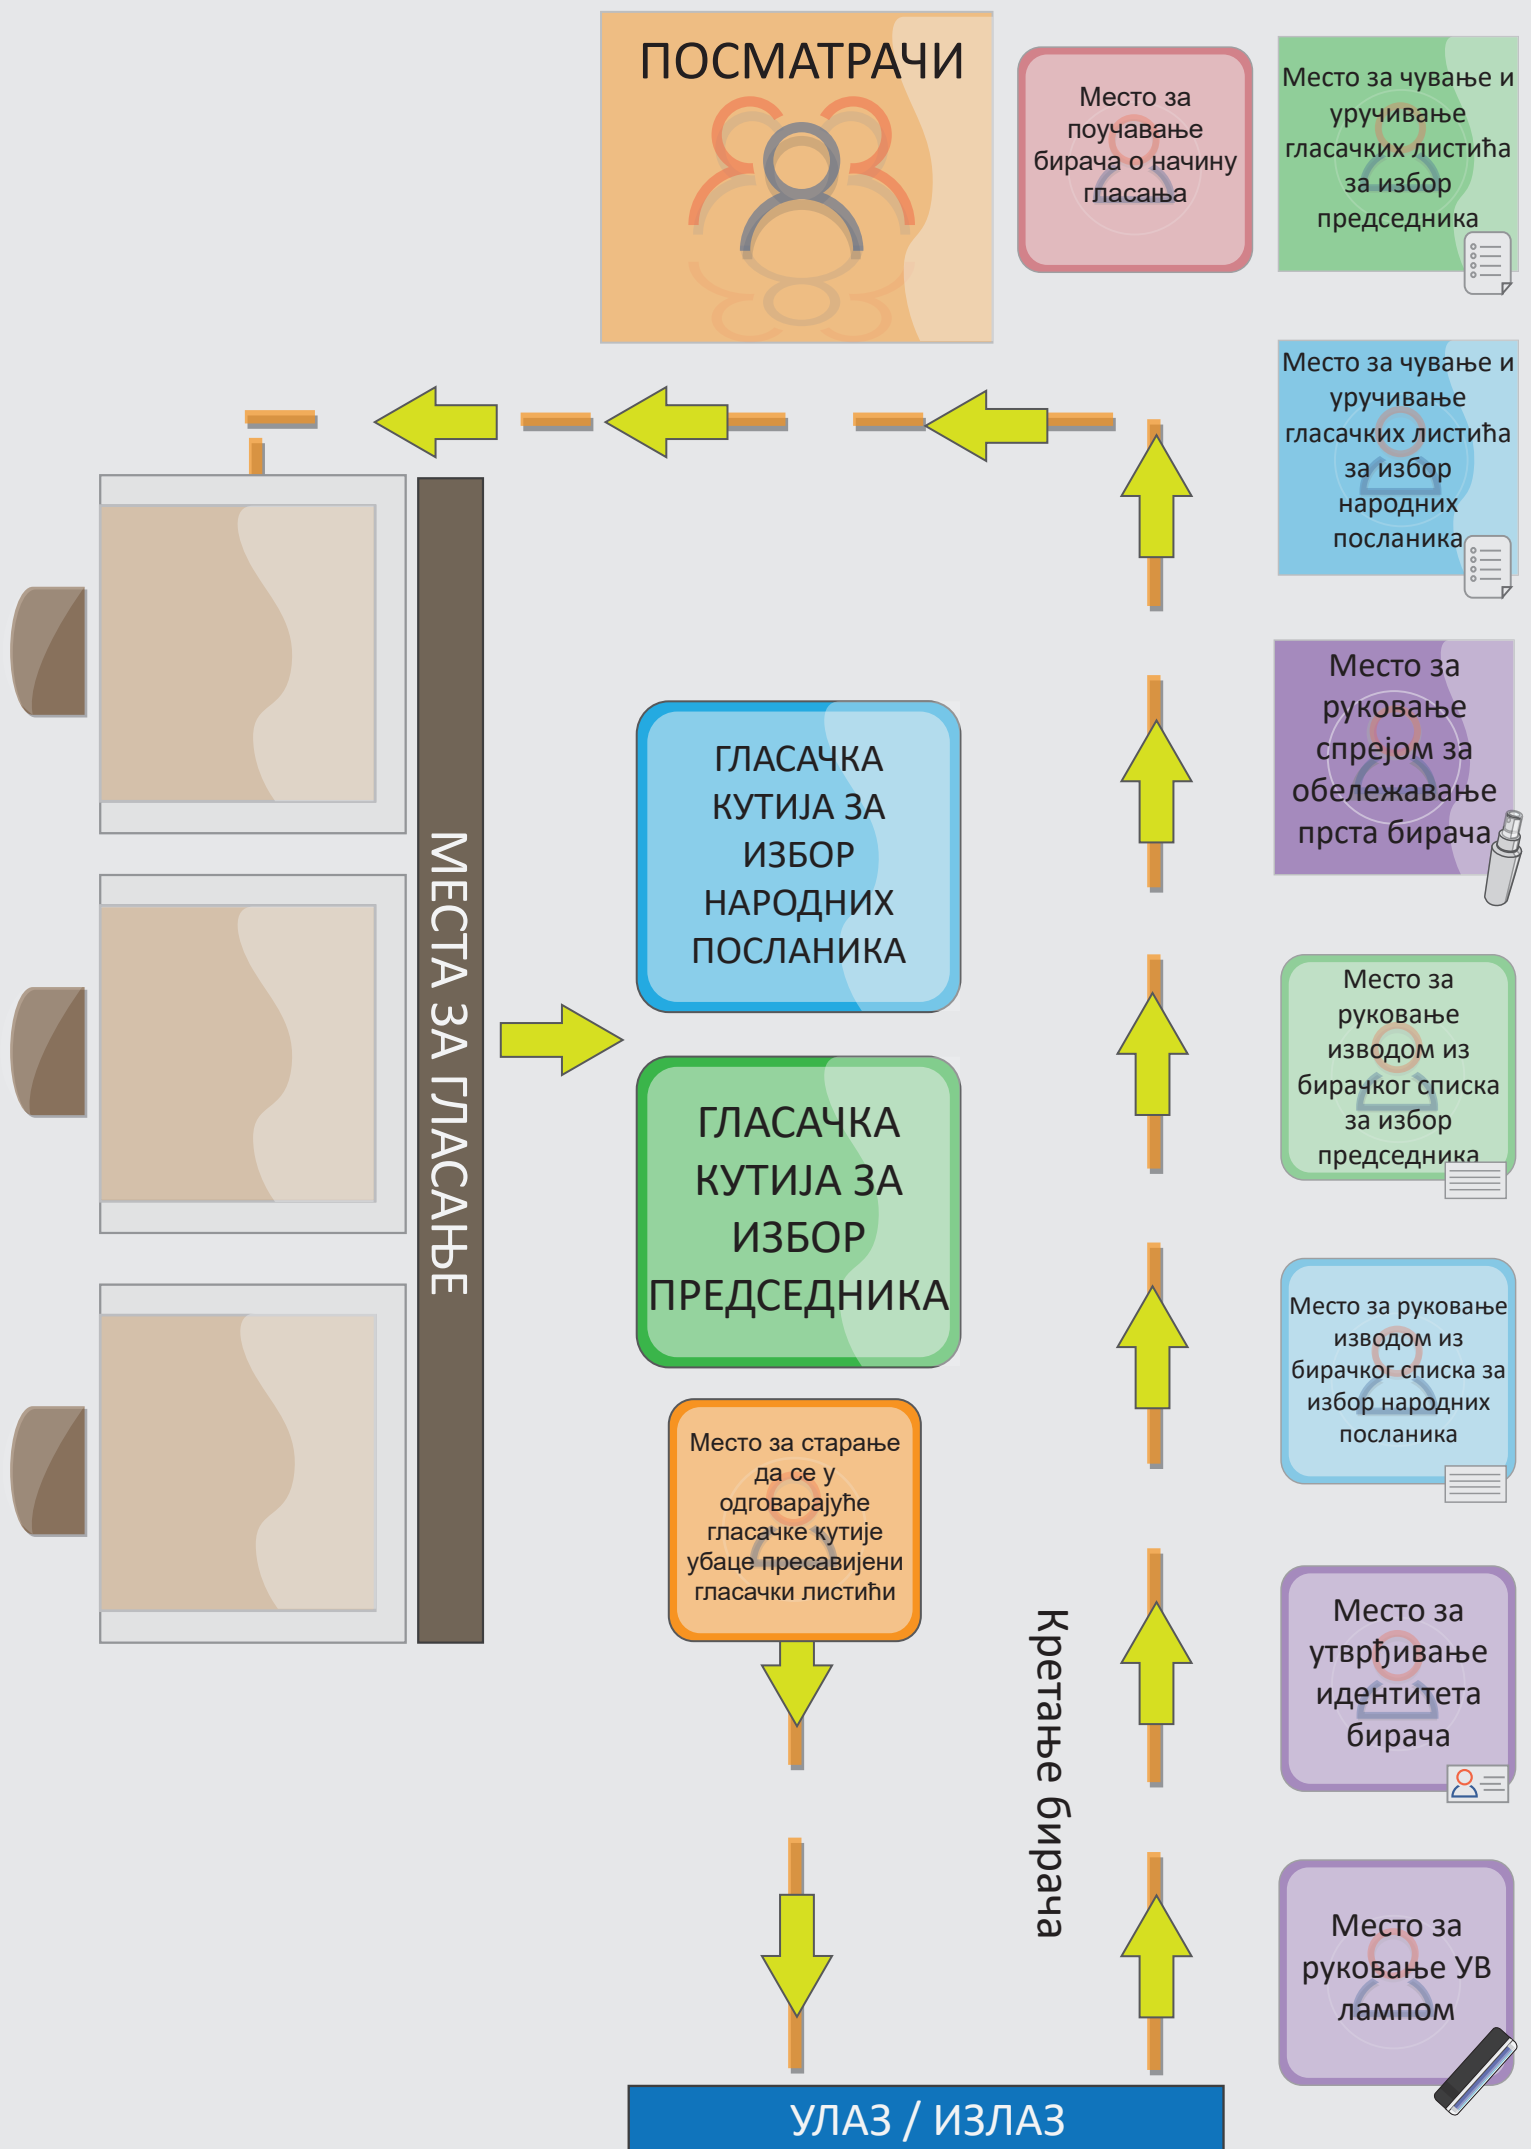 ПОСМАТРАЧИ
Место за
поучавање
бирача о начину
гласања
Место за чување и
уручивање
гласачких листића
за избор
председника
Место за чување и
уручивање
гласачких листића
за избор
народних
посланика
Место за
руковање
спрејом за
обележавање
прста бирача
МЕСТА ЗА ГЛАСАЊЕ
ГЛАСАЧКА
КУТИЈА ЗА
ИЗБОР
НАРОДНИХ
ПОСЛАНИКА
ГЛАСАЧКА
КУТИЈА ЗА
ИЗБОР
ПРЕДСЕДНИКА
Место за
руковање
изводом из
бирачког списка
за избор
председника
Место за руковање
изводом из
бирачког списка за
избор народних
посланика
Место за старање
да се у
одговарајуће
гласачке кутије
убаце пресавијени
гласачки листићи
Кретање бирача
Место за
утврђивање
идентитета
бирача
Место за
руковање УВ
лампом
УЛАЗ / ИЗЛАЗ